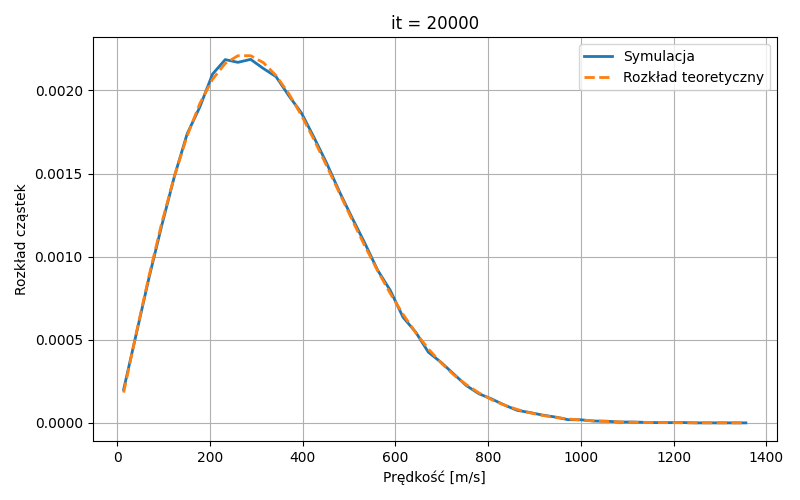 it = 20000
Symulacja
Rozkład teoretyczny
Rozkład cząstek
0.0020
0.0015
0.0010
0.0005
0.0000
0 200 400 600 800 1000 1200 1400
Prędkość [m/s]